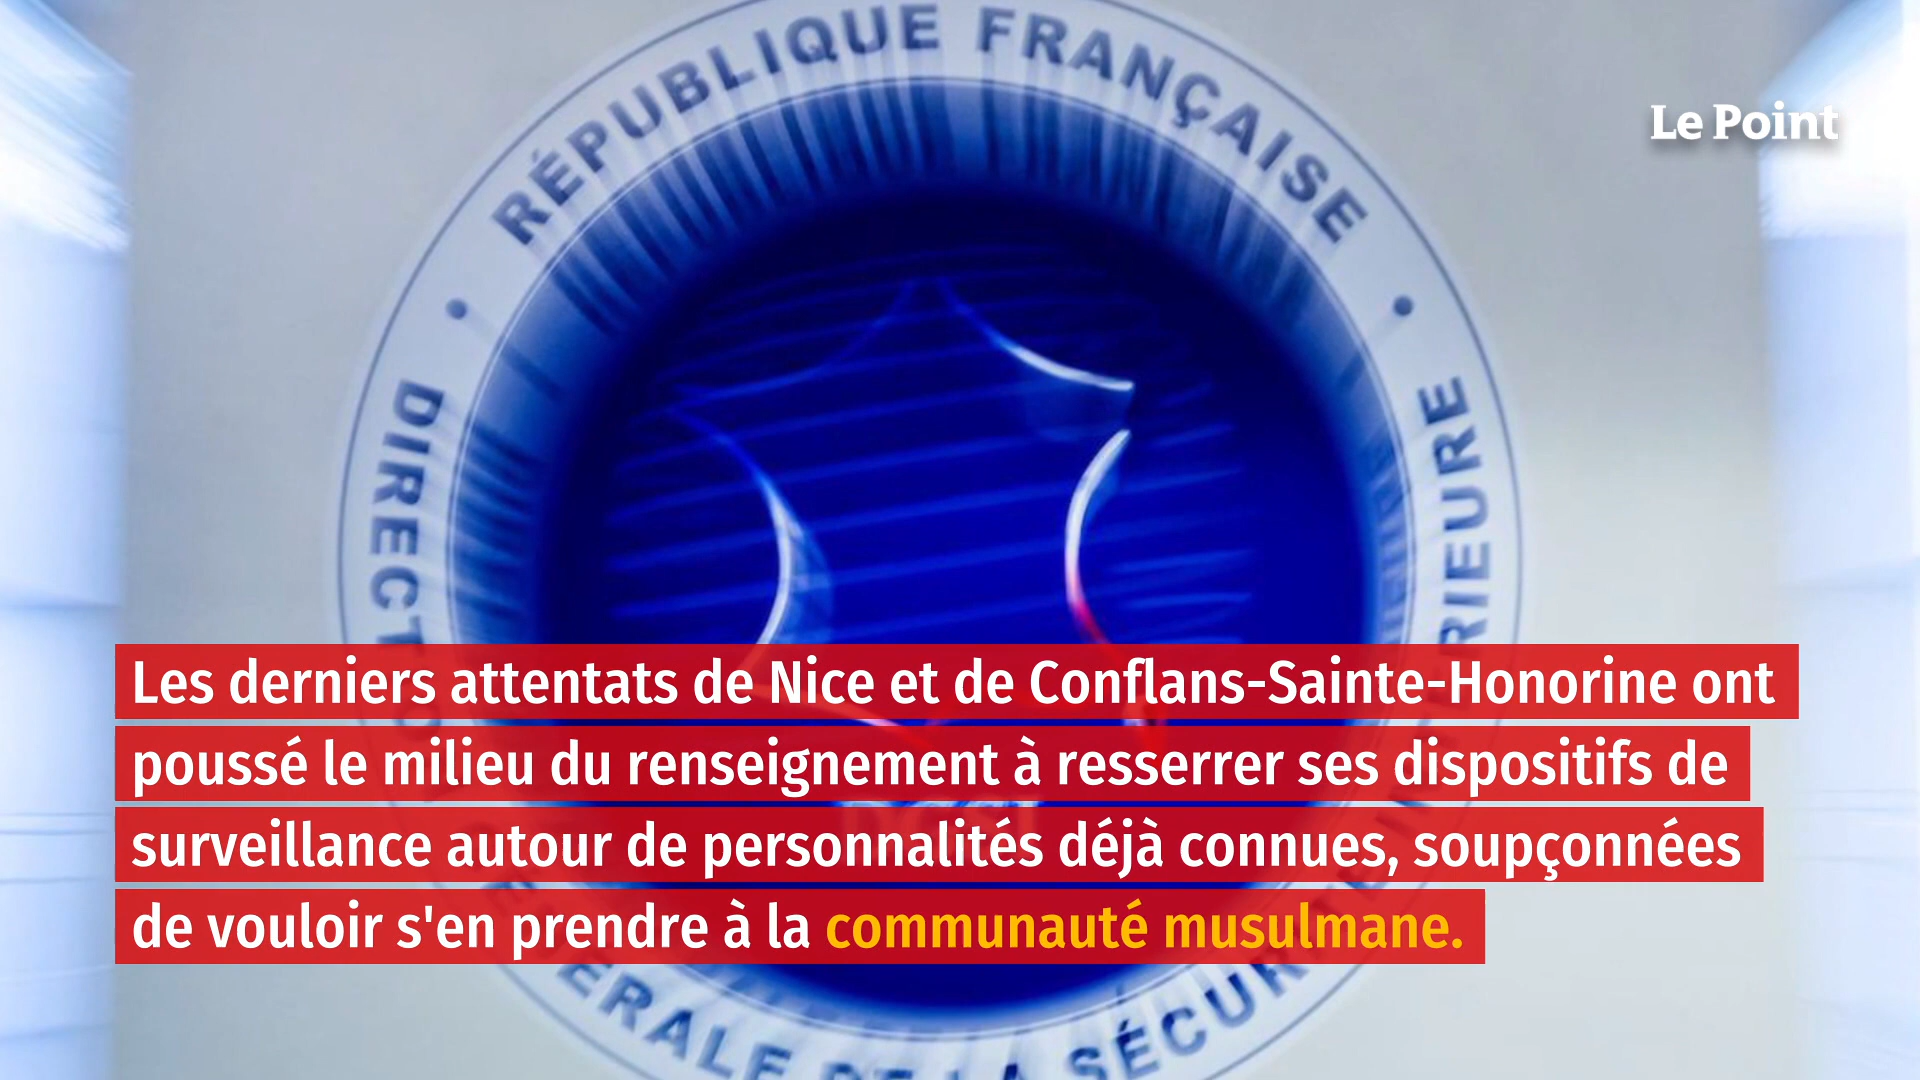 RÉPUBLIQUE FRANÇAISE
Le Point
Les derniers attentats de Nice et de Conflans-Sainte-Honorine ont
poussé le milieu du renseignement à resserrer ses dispositifs de
surveillance autour de personnalités déjà connues, soupçonnées
de vouloir s'en prendre à la communauté musulmane.
DE LA